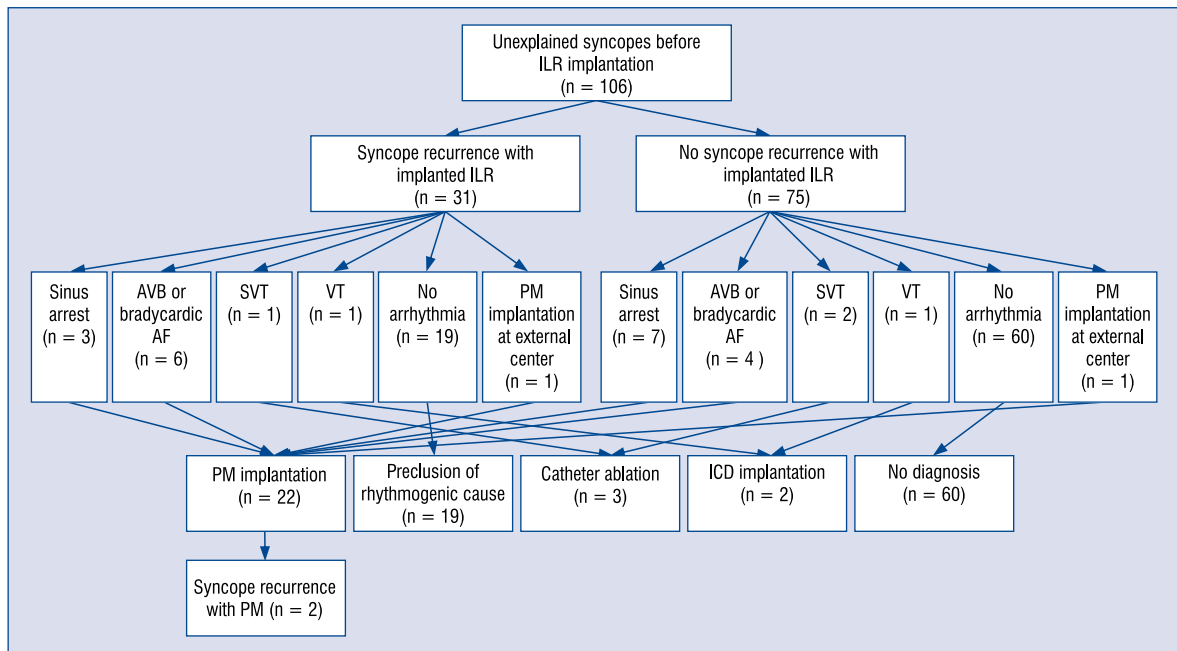 Unexplained syncopes before
ILR implantation
(n = 106)
Syncope recurrence with
implanted ILR
(n = 31)
No syncope recurrence with
implantated ILR
(n = 75)
Sinus
arrest
(n = 3)
AVB or
bradycardic
AF
(n = 6)
SVT
(n = 1)
VT
(n = 1)
No
arrhythmia
(n = 19)
PM
implantation
at external
center
(n = 1)
Sinus
arrest
(n = 7)
AVB or
bradycardic
AF
(n = 4 )
SVT
(n = 2)
VT
(n = 1)
No
arrhythmia
(n = 60)
PM
implantation
at external
center
(n = 1)
PM implantation
(n = 22)
Preclusion of
rhythmogenic cause
(n = 19)
Catheter ablation
(n = 3)
ICD implantation
(n = 2)
No diagnosis
(n = 60)
Syncope recurrence
with PM (n = 2)